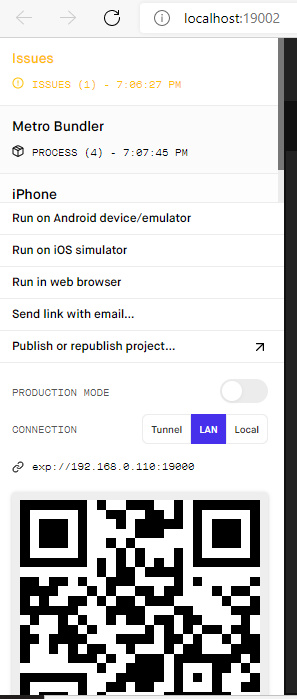 localhost:19002
Issues
ISSUES (1) - 7:06:27 PM
Metro Bundler
PROCESS (4) - 7:07:45 PM
iPhone
Run on Android device/emulator
Run on iOS simulator
Run in web browser
Send link with email...
Publish or republish project...
PRODUCTION MODE
CONNECTION Tunnel LAN Local
exp://192.168.0.110:19000